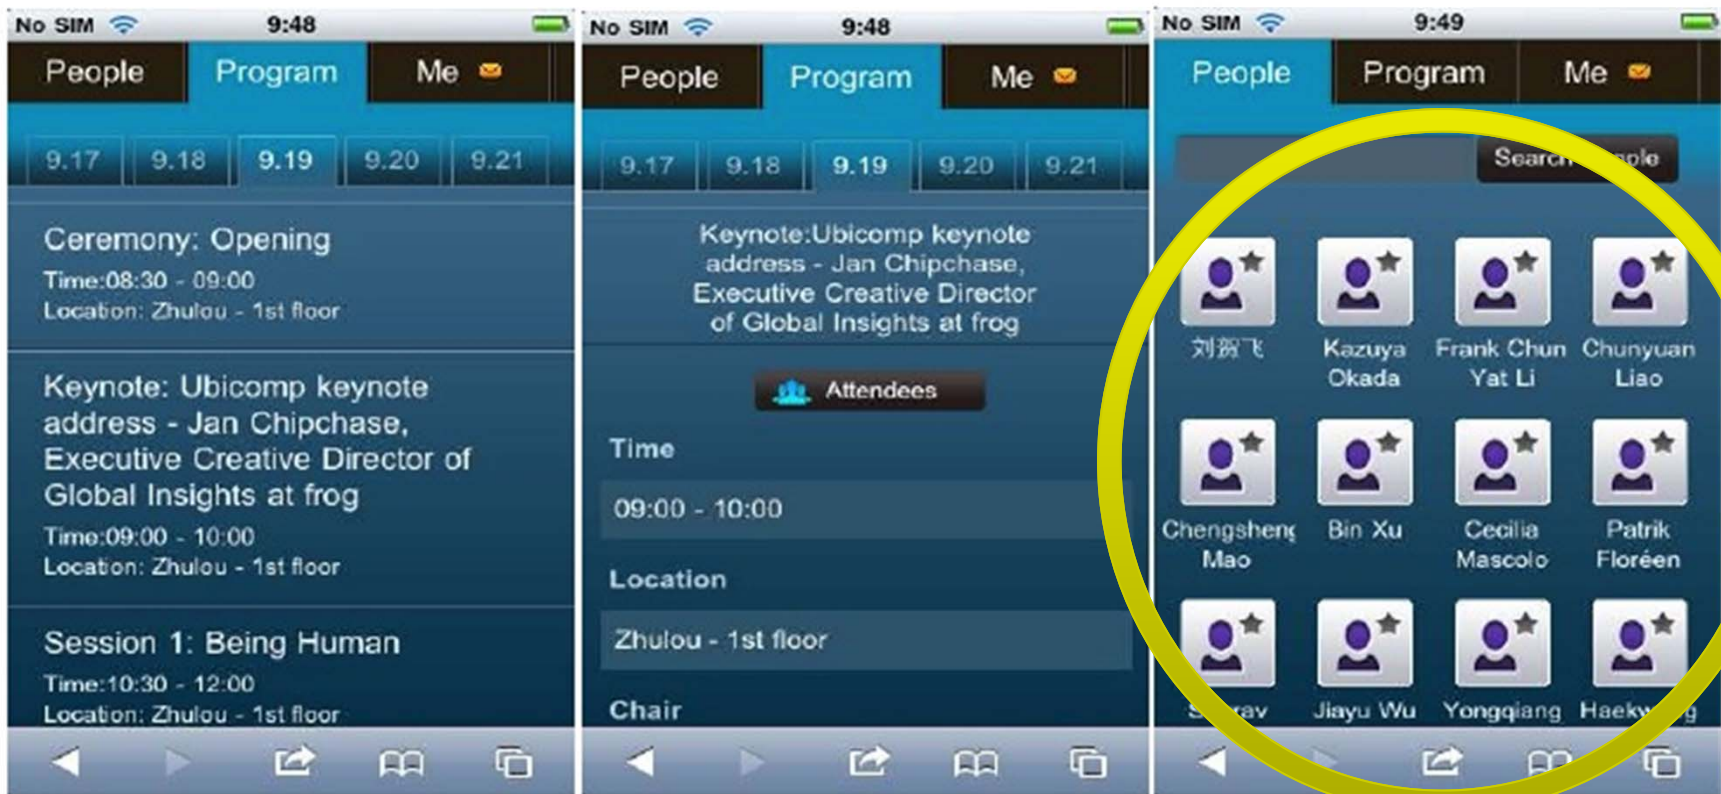 No SIM 9:48
People Program Me
9.17 9.18 9.19 9.20 9.21
Ceremony: Opening
Time:08:30 - 09:00
Location: Zhulou - 1st floor
Keynote: Ubicomp keynote
address - Jan Chipchase,
Executive Creative Director of
Global Insights at frog
Time:09:00 - 10:00
Location: Zhulou - 1st floor
Session 1: Being Human
Time:10:30 - 12:00
Location: Zhulou - 1st floor
No SIM 9:48
People Program Me
9.17 9.18 9.19 9.20 9.21
Keynote:Ubicomp keynote
address - Jan Chipchase,
Executive Creative Director
of Global Insights at frog
Attendees
Time
09:00 - 10:00
Location
Zhulou - 1st floor
Chair
No SIM 9:49
People Program Me
Search
刘贺飞 Kazuya Frank Chun Chunyuan
Okada Yat Li Liao
Chengsheng Bin Xu Cecilia Patrik
Mao Mascolo Floréen
Jiayu Wu Yongqiang